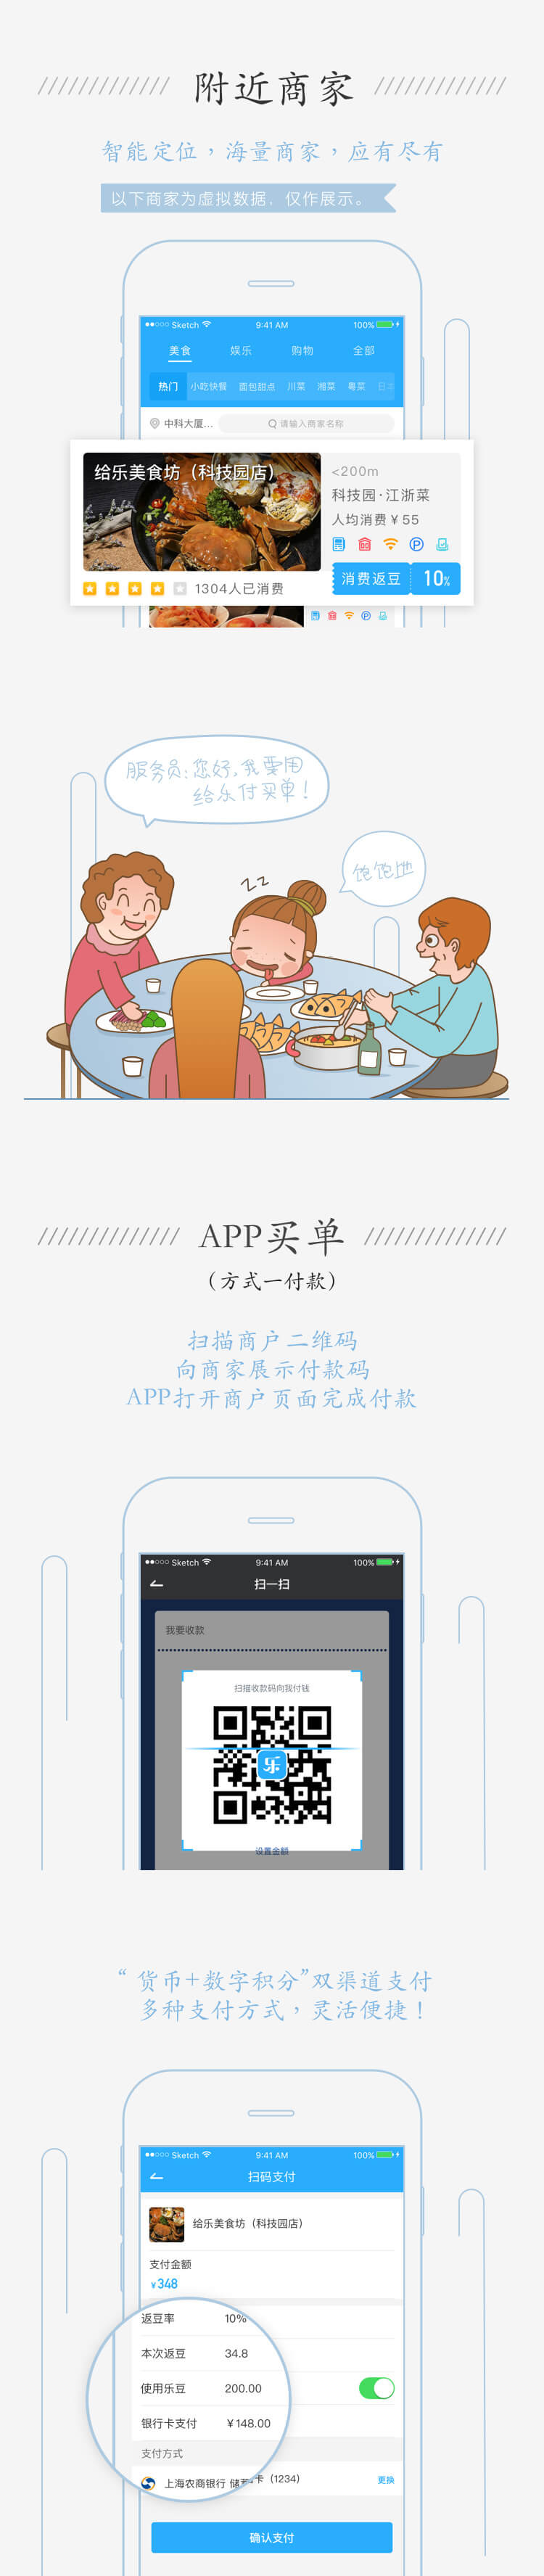 附近商家
智能定位，海量商家，应有尽有
以下商家为虚拟数据，仅作展示。
Sketch 9:41 AM 100%
美食 娱乐 购物 全部
热门 小吃快餐 面包甜点 川菜 湘菜 粤菜 日本
中科大厦... 请输入商家名称
给乐美食坊（科技园店）
<200m
科技园·江浙菜
人均消费 ¥ 55
消费返豆 10%
1304人已消费
服务员：您好，我要用
给乐付买单！
饱饱地
APP买单
（方式一付款）
扫描商户二维码
向商家展示付款码
APP打开商户页面完成付款
Sketch 9:41 AM 100%
扫一扫
我要收款
扫描收款码向我付钱
乐
设置金额
“货币+数字积分”双渠道支付
多种支付方式，灵活便捷！
Sketch 9:41 AM 100%
扫码支付
给乐美食坊（科技园店）
支付金额
¥348
返豆率 10%
本次返豆 34.8
使用乐豆 200.00
银行卡支付 ¥148.00
支付方式
上海农商银行 储蓄卡（1234） 更换
确认支付